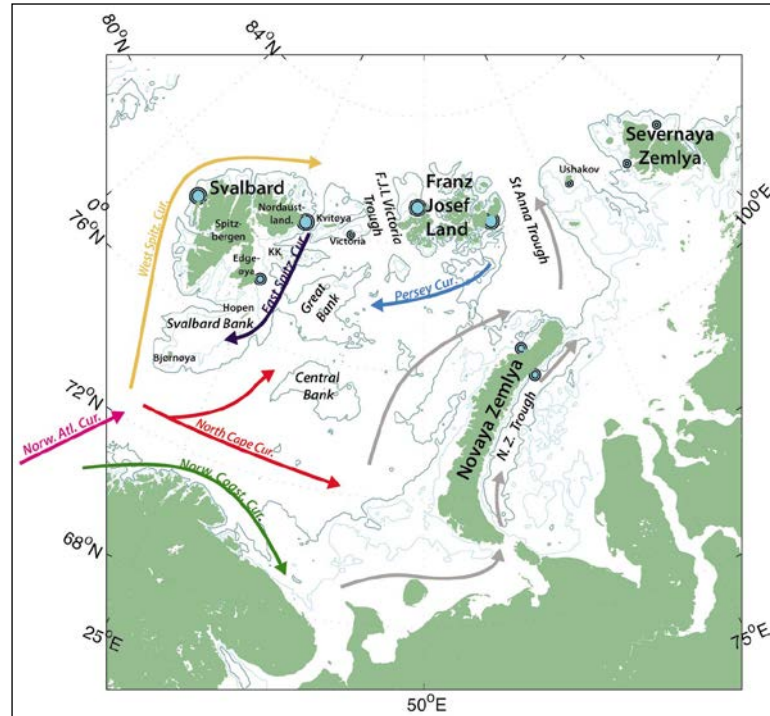 80°N
84°N
0°
76°N
72°N
68°N
25°E
50°E
75°E
100°E
Severnaya
Zemlya
Ushakov
Svalbard
Nordaust-
land.
Kvitøya
Victoria
Spitz-
bergen
Edge-
øya
KK
Hopen
Svalbard Bank
Bjørnøya
F.J.L Victoria
Trough
Franz
Josef
Land
St Anna Trough
West Spitz. Cur.
East Spitz. Cur.
Great
Bank
Persey Cur.
Central
Bank
Norw. Atl. Cur.
North Cape Cur.
Norw. Coast. Cur.
Novaya Zemlya
N.Z. Trough